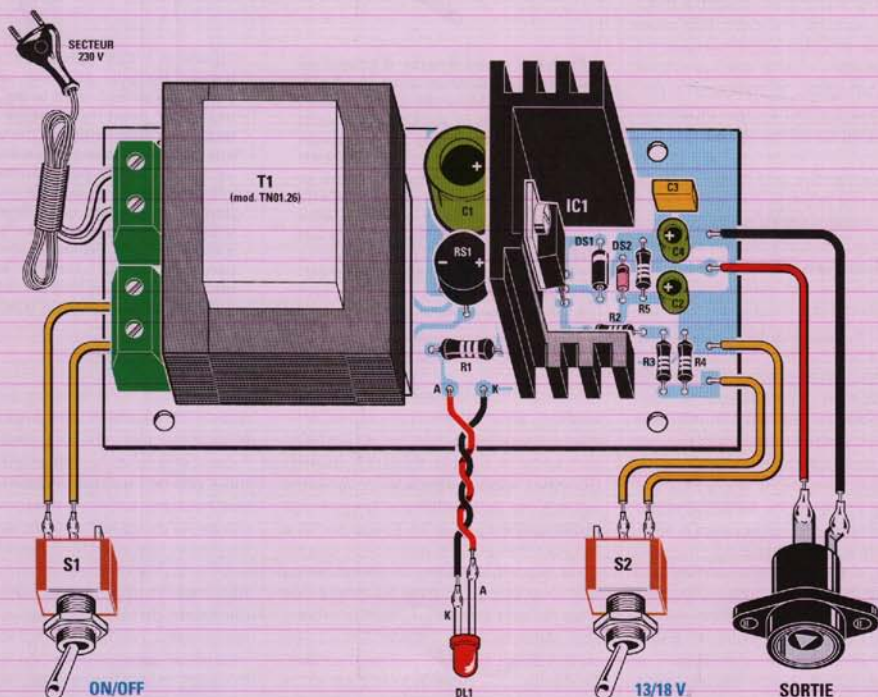 SECTEUR
230 V
T1
(mod. TN01.26)
C1
RS1
-
+
+
IC1
C3
DS1
DS2
+
C4
+
C2
R5
R2
R1
R3
R4
A
K
S1
K
A
S2
ON/OFF
DL1
13/18 V.
SORTIE